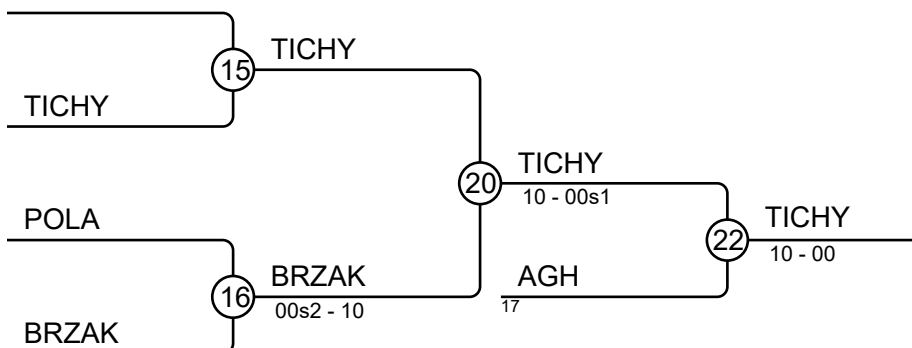 15
TICHY
TICHY
20
TICHY
10 - 00s1
POLA
16
BRZAK
00s2 - 10
BRZAK
AGH
17
22
TICHY
10 - 00